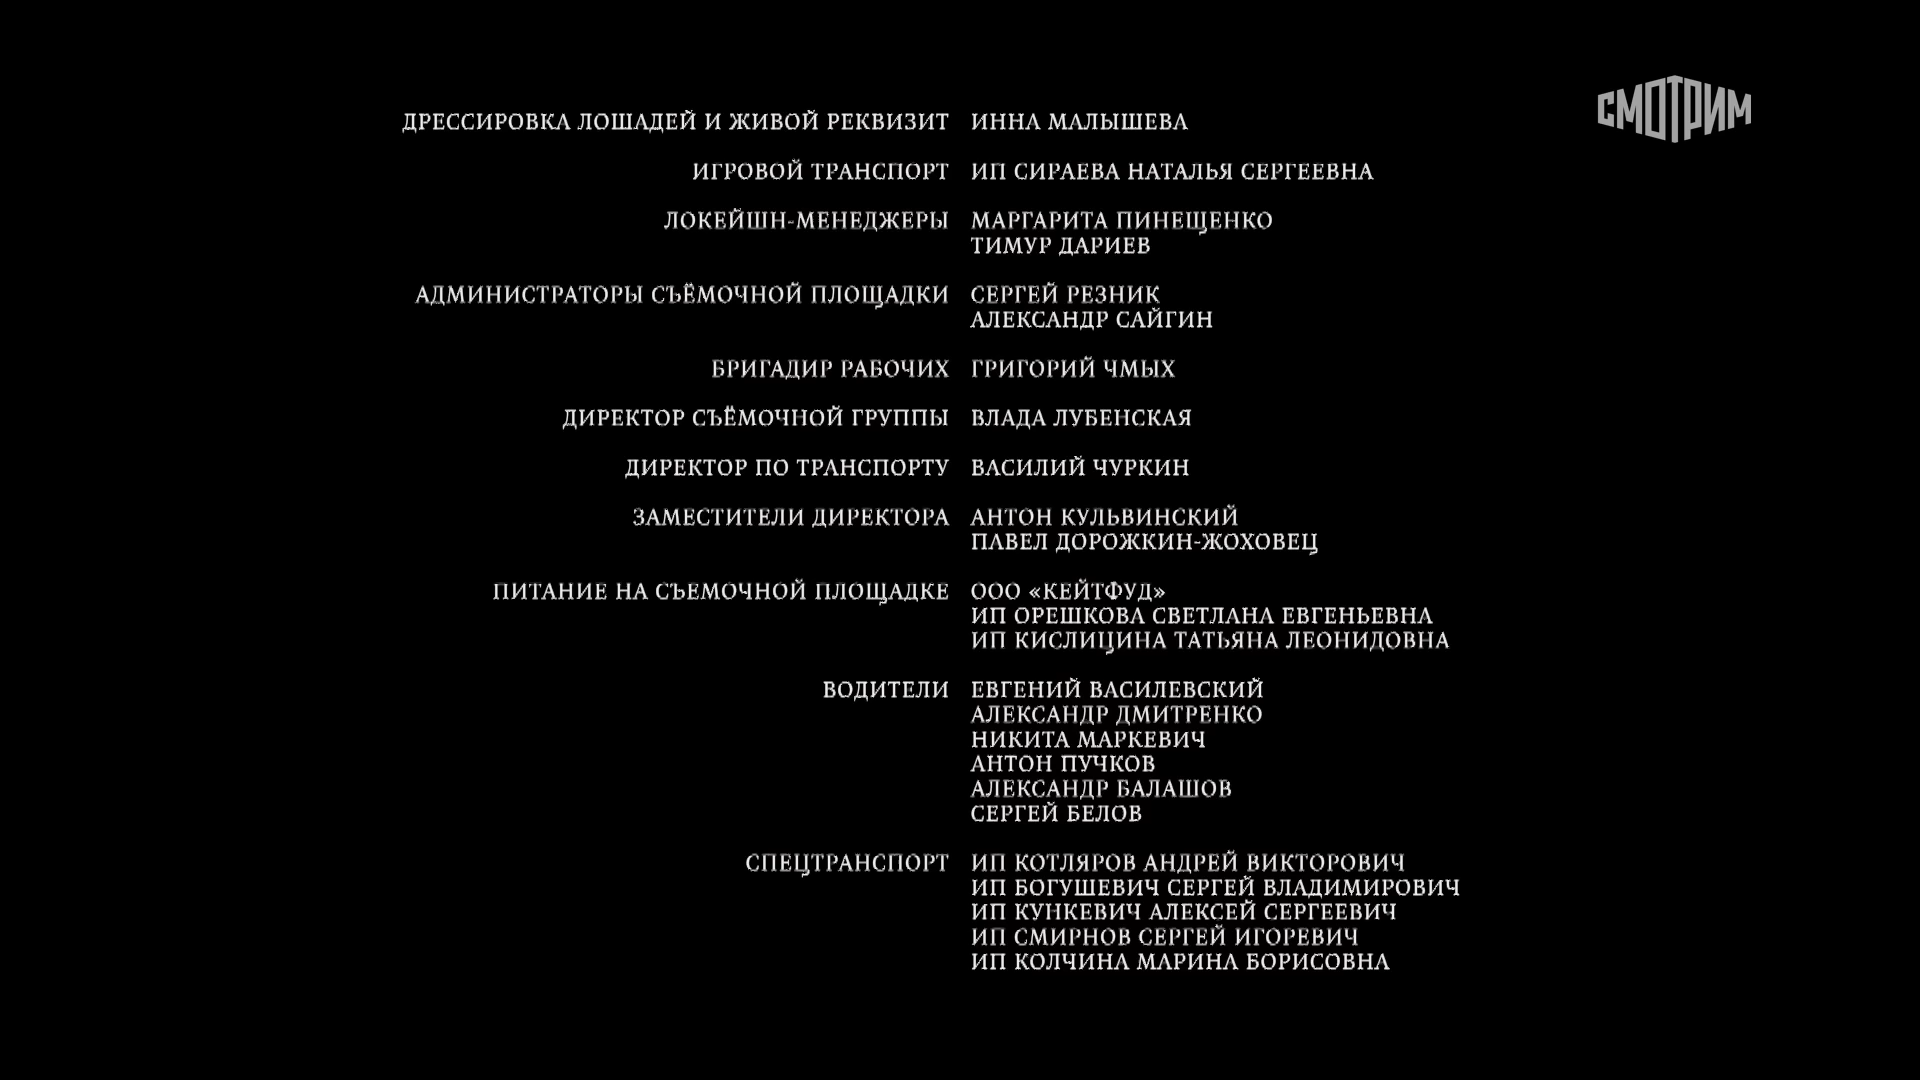 СМОТРИМ
ДРЕССИРОВКА ЛОШАДЕЙ И ЖИВОЙ РЕКВИЗИТ ИННА МАЛЫШЕВА
ИГРОВОЙ ТРАНСПОРТ ИП СИРАЕВА НАТАЛЬЯ СЕРГЕЕВНА
ЛОКЕЙШН-МЕНЕДЖЕРЫ МАРГАРИТА ПИНЕЩЕНКО
ТИМУР ДАРИЕВ
АДМИНИСТРАТОРЫ СЪЁМОЧНОЙ ПЛОЩАДКИ СЕРГЕЙ РЕЗНИК
АЛЕКСАНДР САЙГИН
БРИГАДИР РАБОЧИХ ГРИГОРИЙ ЧМЫХ
ДИРЕКТОР СЪЁМОЧНОЙ ГРУППЫ ВЛАДА ЛУБЕНСКАЯ
ДИРЕКТОР ПО ТРАНСПОРТУ ВАСИЛИЙ ЧУРКИН
ЗАМЕСТИТЕЛИ ДИРЕКТОРА АНТОН КУЛЬВИНСКИЙ
ПАВЕЛ ДОРОЖКИН-ЖОХОВЕЦ
ПИТАНИЕ НА СЪЕМОЧНОЙ ПЛОЩАДКЕ ООО «КЕЙТФУД»
ИП ОРЕШКОВА СВЕТЛАНА ЕВГЕНЬЕВНА
ИП КИСЛИЦИНА ТАТЬЯНА ЛЕОНИДОВНА
ВОДИТЕЛИ ЕВГЕНИЙ ВАСИЛЕВСКИЙ
АЛЕКСАНДР ДМИТРЕНКО
НИКИТА МАРКЕВИЧ
АНТОН ПУЧКОВ
АЛЕКСАНДР БАЛАШОВ
СЕРГЕЙ БЕЛОВ
СПЕЦТРАНСПОРТ ИП КОТЛЯРОВ АНДРЕЙ ВИКТОРОВИЧ
ИП БОГУШЕВИЧ СЕРГЕЙ ВЛАДИМИРОВИЧ
ИП КУНКЕВИЧ АЛЕКСЕЙ СЕРГЕЕВИЧ
ИП СМИРНОВ СЕРГЕЙ ИГОРЕВИЧ
ИП КОЛЧИНА МАРИНА БОРИСОВНА